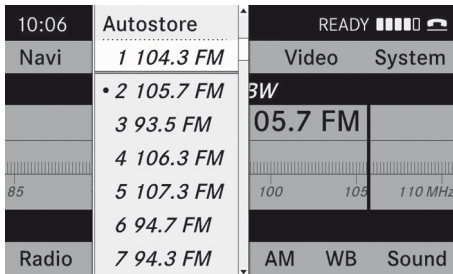 10:06 Autostore READY
Navi 1 104.3 FM Video System
• 2 105.7 FM BW
3 93.5 FM 05.7 FM
4 106.3 FM
85 5 107.3 FM 100 105 110 MHz
6 94.7 FM
Radio 7 94.3 FM AM WB Sound